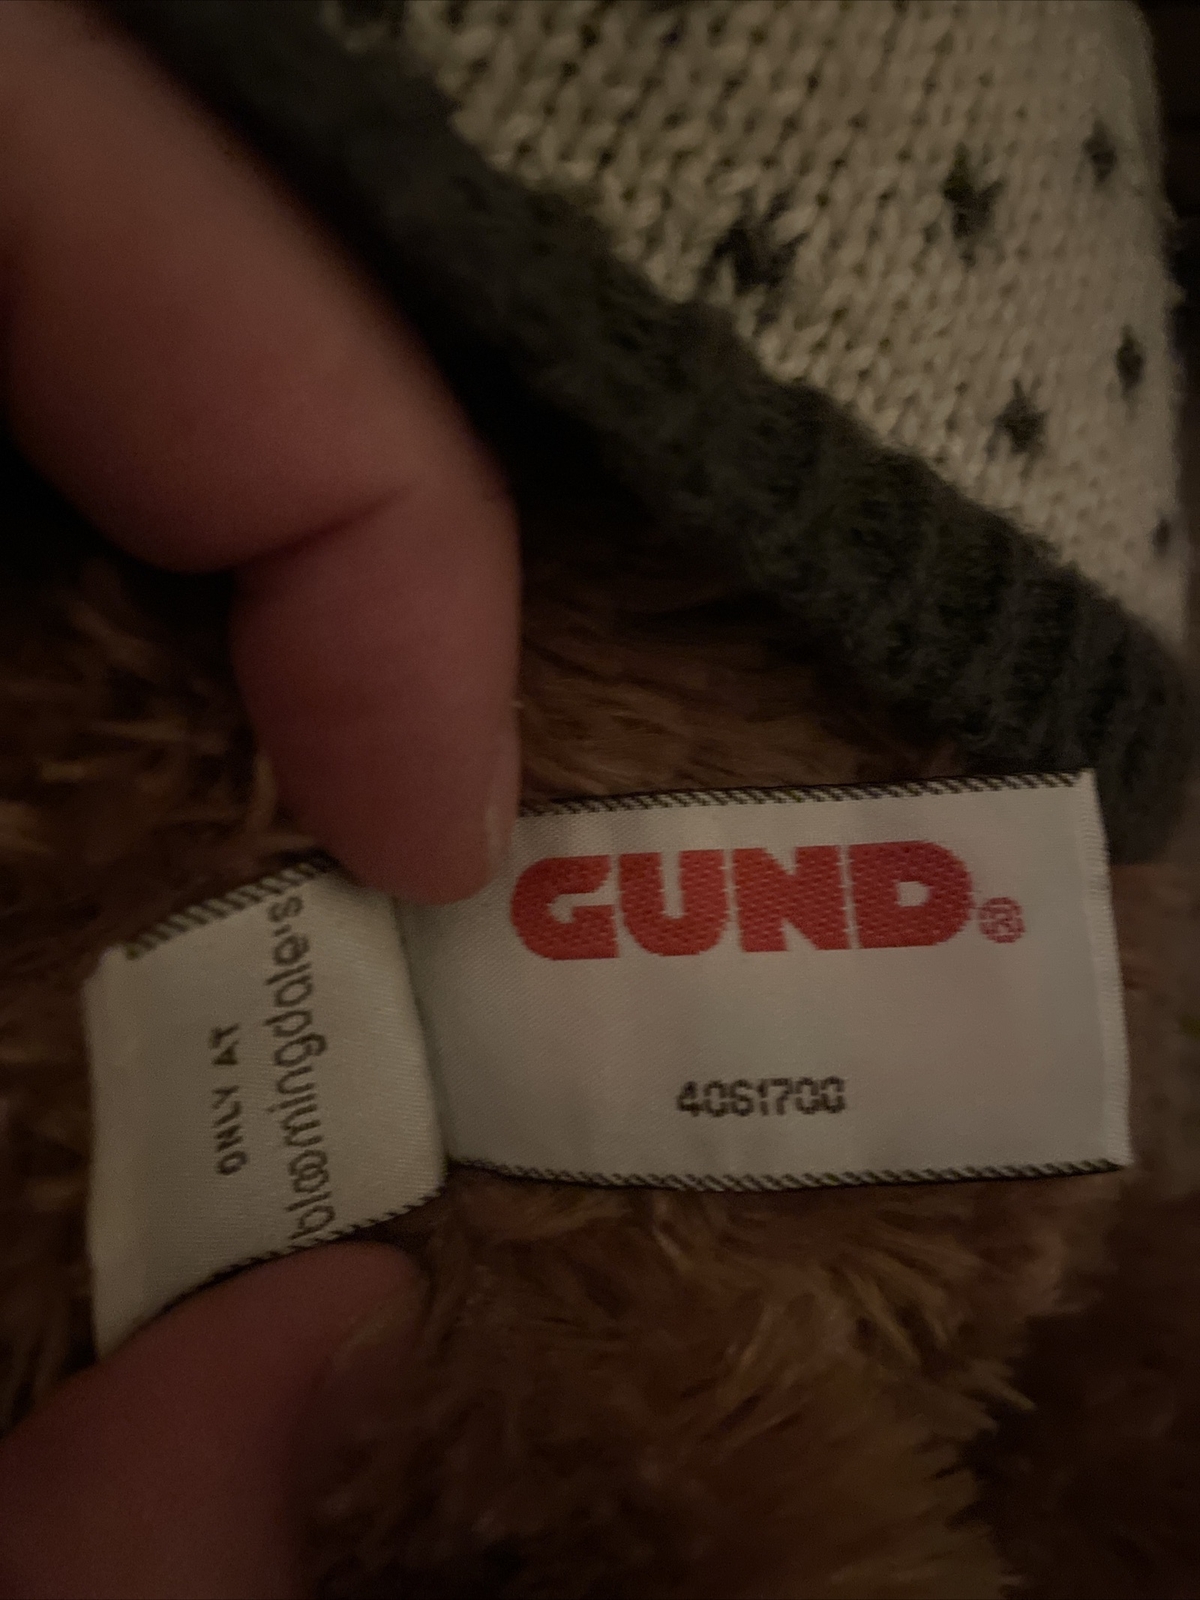 GUND®
4061700
ONLY AT
bloomingdale's